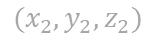 (x₂, y₂, z₂)